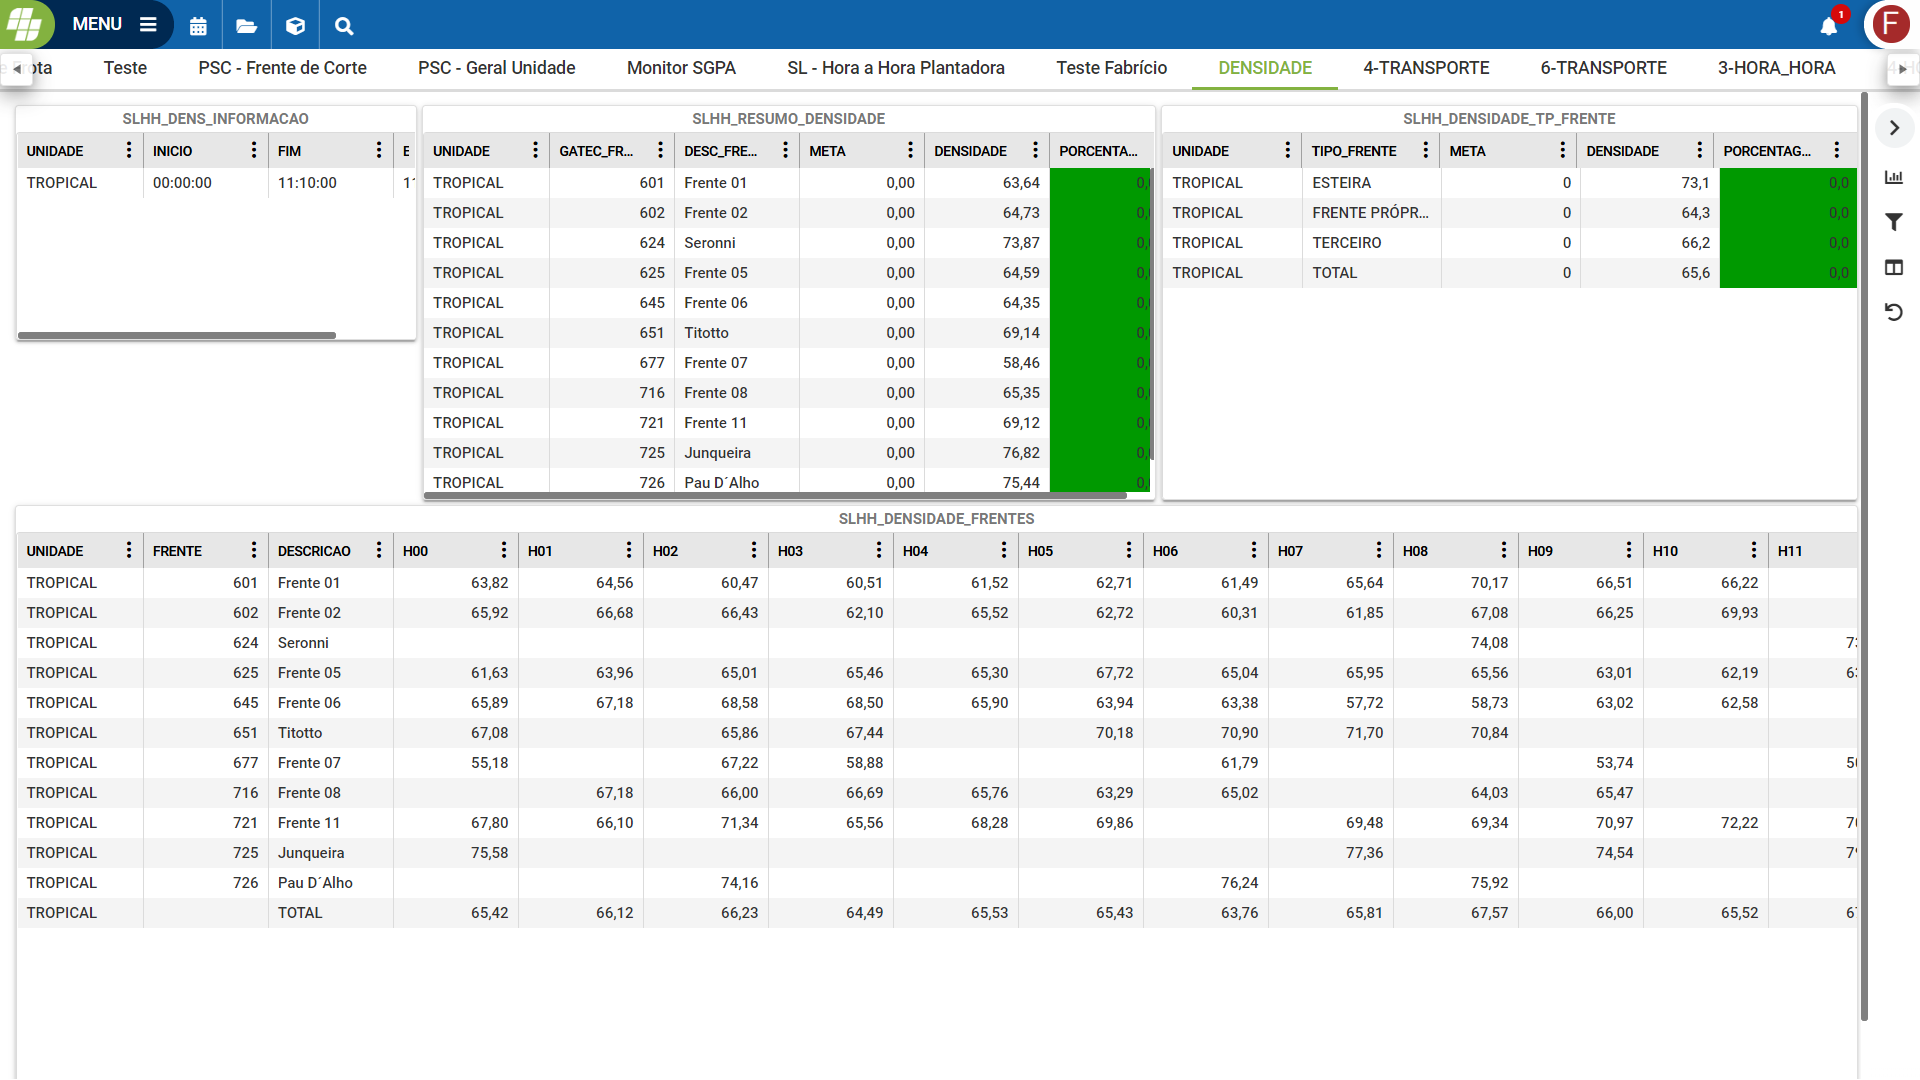 MENU 1 F
Teste PSC - Frente de Corte PSC - Geral Unidade Monitor SGPA SL - Hora a Hora Plantadora Teste Fabrício DENSIDADE 4-TRANSPORTE 6-TRANSPORTE 3-HORA_HORA
SLHH_DENS_INFORMACAO
UNIDADE INICIO FIM
TROPICAL 00:00:00 11:10:00
SLHH_RESUMO_DENSIDADE
UNIDADE GATEC_FR... DESC_FRE... META DENSIDADE PORCENTA...
TROPICAL 601 Frente 01 0,00 63,64
TROPICAL 602 Frente 02 0,00 64,73
TROPICAL 624 Seronni 0,00 73,87
TROPICAL 625 Frente 05 0,00 64,59
TROPICAL 645 Frente 06 0,00 64,35
TROPICAL 651 Titotto 0,00 69,14
TROPICAL 677 Frente 07 0,00 58,46
TROPICAL 716 Frente 08 0,00 65,35
TROPICAL 721 Frente 11 0,00 69,12
TROPICAL 725 Junqueira 0,00 76,82
TROPICAL 726 Pau D´Alho 0,00 75,44
SLHH_DENSIDADE_TP_FRENTE
UNIDADE TIPO_FRENTE META DENSIDADE PORCENTAG...
TROPICAL ESTEIRA 0 73,1 0,0
TROPICAL FRENTE PRÓPR... 0 64,3 0,0
TROPICAL TERCEIRO 0 66,2 0,0
TROPICAL TOTAL 0 65,6 0,0
SLHH_DENSIDADE_FRENTES
UNIDADE FRENTE DESCRICAO H00 H01 H02 H03 H04 H05 H06 H07 H08 H09 H10 H11
TROPICAL 601 Frente 01 63,82 64,56 60,47 60,51 61,52 62,71 61,49 65,64 70,17 66,51 66,22
TROPICAL 602 Frente 02 65,92 66,68 66,43 62,10 65,52 62,72 60,31 61,85 67,08 66,25 69,93
TROPICAL 624 Seronni 74,08
TROPICAL 625 Frente 05 61,63 63,96 65,01 65,46 65,30 67,72 65,04 65,95 65,56 63,01 62,19
TROPICAL 645 Frente 06 65,89 67,18 68,58 68,50 65,90 63,94 63,38 57,72 58,73 63,02 62,58
TROPICAL 651 Titotto 67,08 65,86 67,44 70,18 70,90 71,70 70,84
TROPICAL 677 Frente 07 55,18 67,22 58,88 61,79 53,74
TROPICAL 716 Frente 08 67,18 66,00 66,69 65,76 63,29 65,02 64,03 65,47
TROPICAL 721 Frente 11 67,80 66,10 71,34 65,56 68,28 69,86 69,48 69,34 70,97 72,22
TROPICAL 725 Junqueira 75,58 77,36 74,54
TROPICAL 726 Pau D´Alho 74,16 76,24 75,92
TROPICAL TOTAL 65,42 66,12 66,23 64,49 65,53 65,43 63,76 65,81 67,57 66,00 65,52